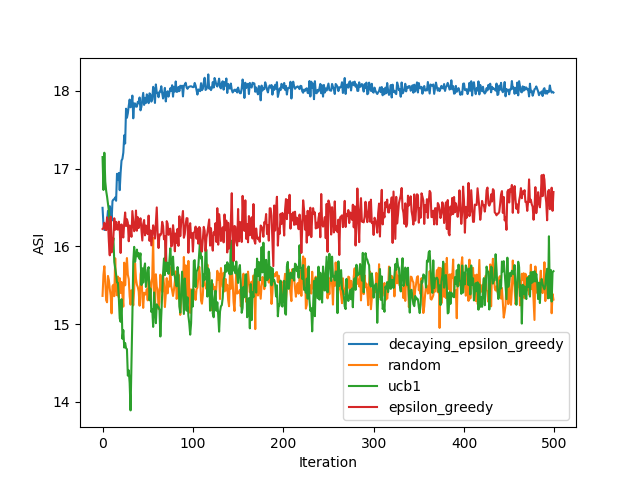 18
17
16
15
14
ASI
0
100
200
300
400
500
Iteration
decaying_epsilon_greedy
random
ucb1
epsilon_greedy